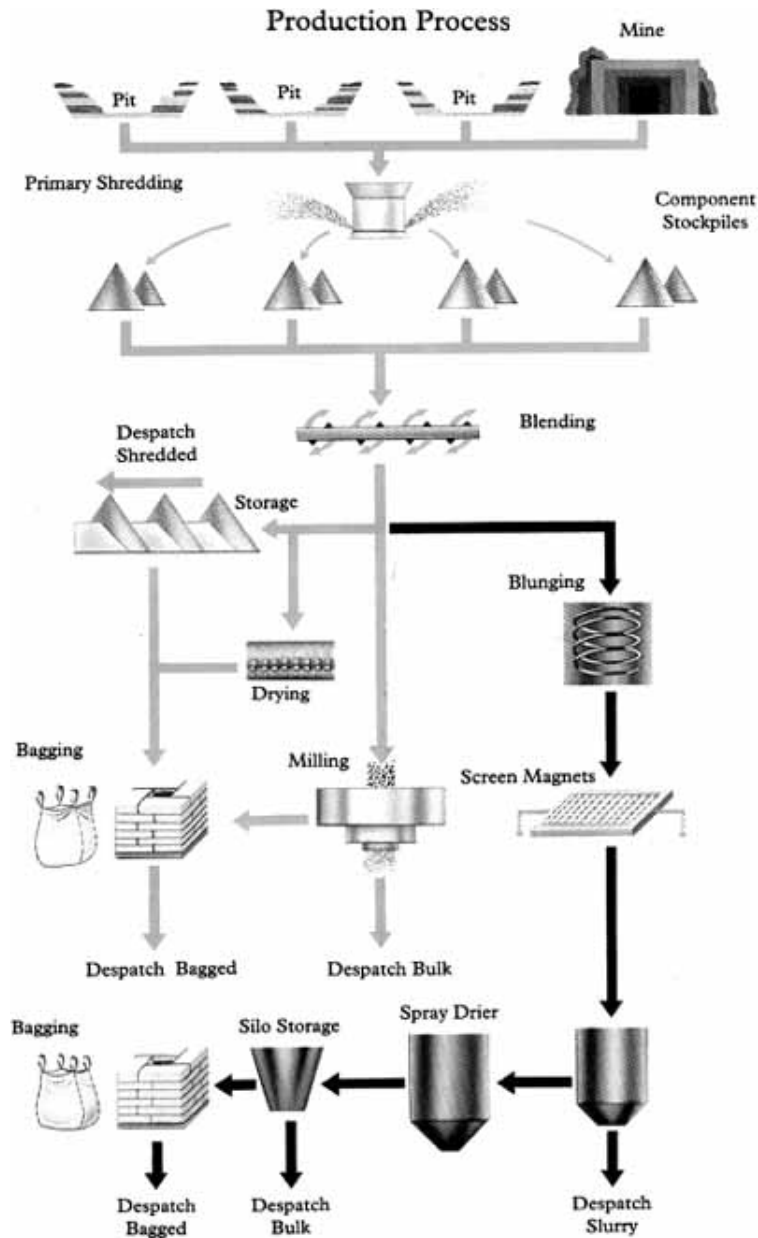 Production Process
Mine
Pit
Pit
Pit
Primary Shredding
Component
Stockpiles
Blending
Despatch
Shredded
Storage
Blunging
Drying
Bagging
Milling
Screen Magnets
Despatch Bagged
Despatch Bulk
Bagging
Silo Storage
Spray Drier
Despatch
Bagged
Despatch
Bulk
Despatch
Slurry